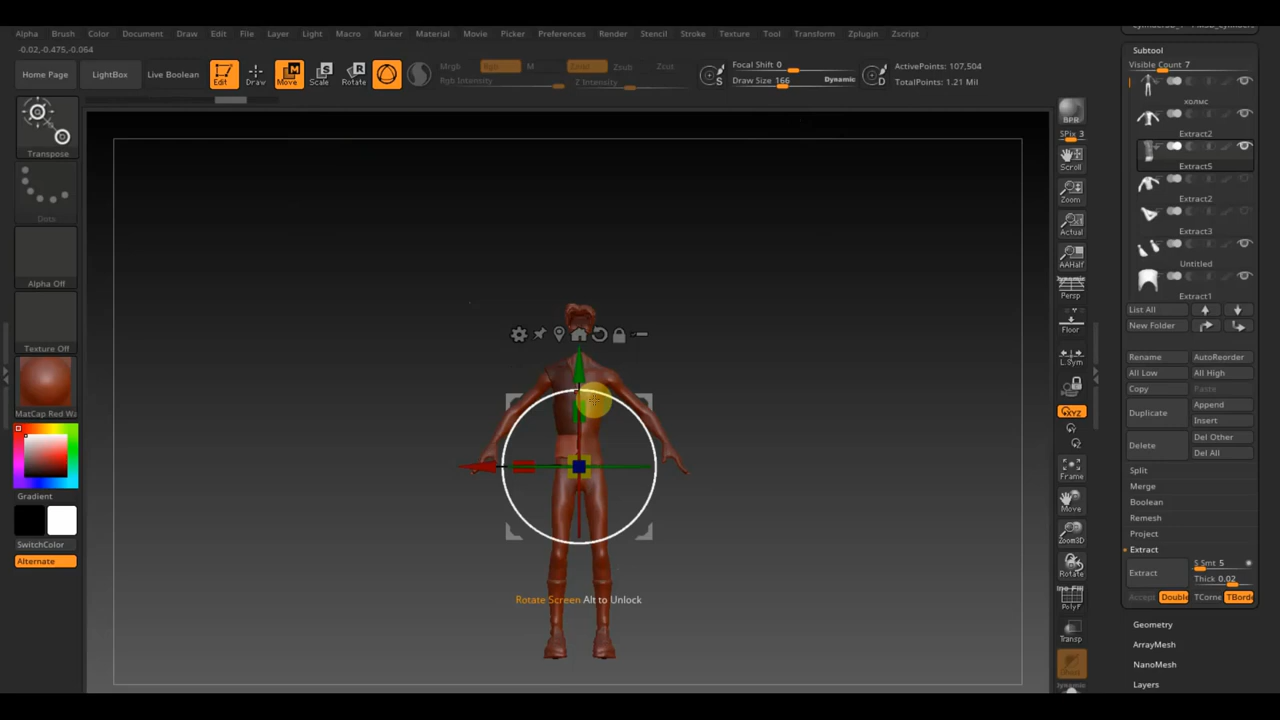 Alpha Brush Color Document Draw Edit File Layer Light Macro Marker Material Movie Picker Preferences Render Stencil Stroke Texture Tool Transform Zplugin Zscript
-0.02,-0.475,-0.064
Home Page
LightBox
Live Boolean
Edit
Draw
Move
Scale
Rotate
Mrgb Rgb M
Rgb Intensity
Zadd Zsub Zcut
Z Intensity
S
Focal Shift 0
Draw Size 166 Dynamic
D
ActivePoints: 107,504
TotalPoints: 1.21 Mil
Transpose
Dots
Alpha Off
Texture Off
MatCap Red Wa
Gradient
SwitchColor
Alternate
Rotate Screen Alt to Unlock
BPR
SPix 3
Scroll
Zoom
Actual
AAHalf
Dynamic
Persp
Floor
L.Sym
XYZ
Y
Z
Frame
Move
Zoom3D
Rotate
PolyF
Transp
Dynamic
Subtool
Visible Count 7
холмс
Extract2
Extract5
Extract2
Extract3
Untitled
Extract1
List All
New Folder
Rename AutoReorder
All Low All High
Copy Paste
Duplicate Append
Insert
Delete Del Other
Del All
Split
Merge
Boolean
Remesh
Project
Extract
Extract S Smt 5
Thick 0.02
Accept Double TCorne TBorde
Geometry
ArrayMesh
NanoMesh
Layers